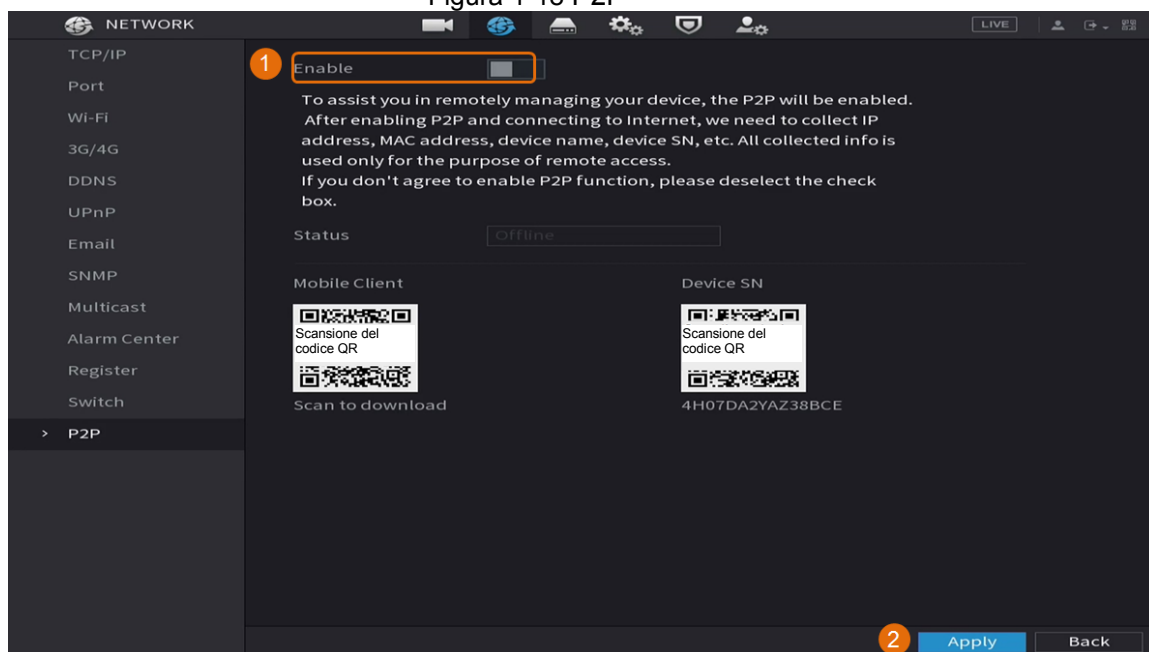 Figura 1-16 P2P
NETWORK
LIVE
TCP/IP
Port
Wi-Fi
3G/4G
DDNS
UPnP
Email
SNMP
Multicast
Alarm Center
Register
Switch
> P2P
1
Enable
To assist you in remotely managing your device, the P2P will be enabled.
After enabling P2P and connecting to Internet, we need to collect IP
address, MAC address, device name, device SN, etc. All collected info is
used only for the purpose of remote access.
If you don't agree to enable P2P function, please deselect the check
box.
Status
Offline
Mobile Client
Scansione del
codice QR
Scan to download
Device SN
Scansione del
codice QR
4H07DA2YAZ38BCE
2
Apply
Back